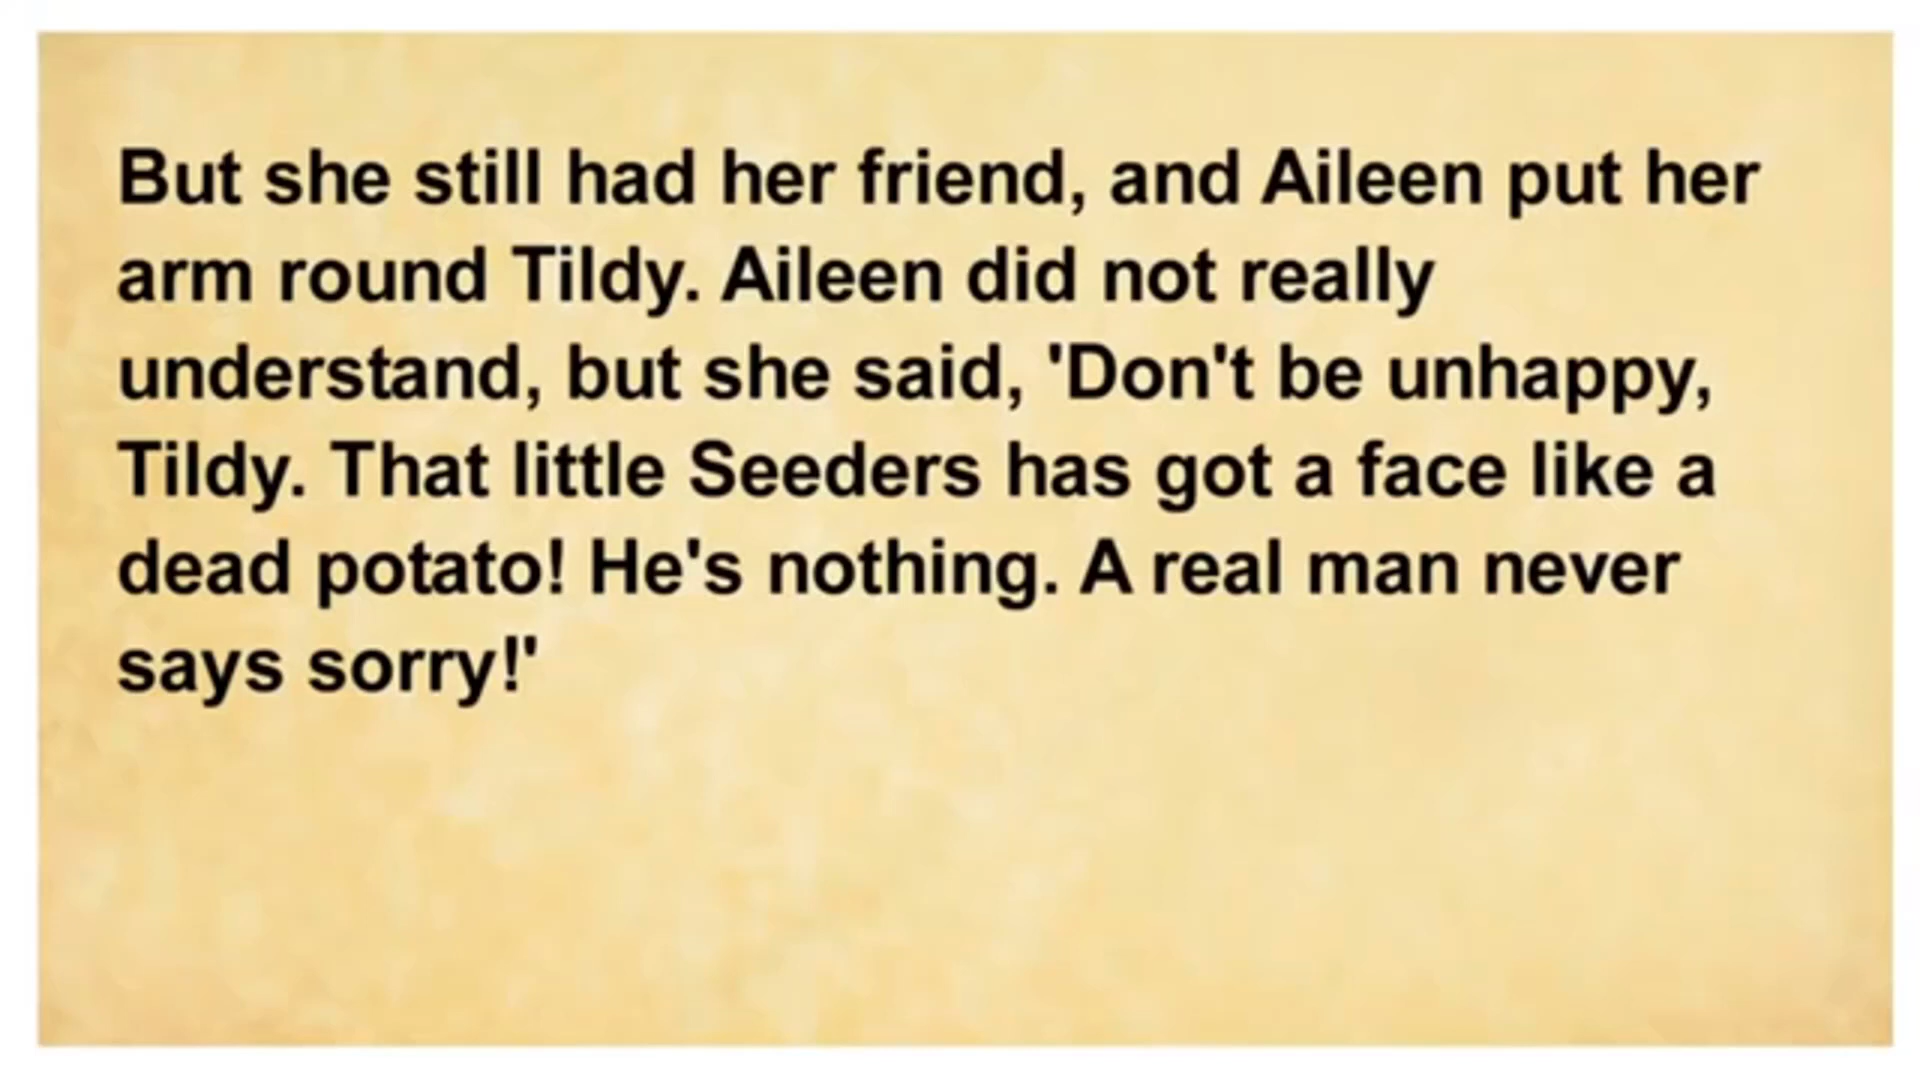 But she still had her friend, and Aileen put her
arm round Tildy. Aileen did not really
understand, but she said, 'Don't be unhappy,
Tildy. That little Seeders has got a face like a
dead potato! He's nothing. A real man never
says sorry!'